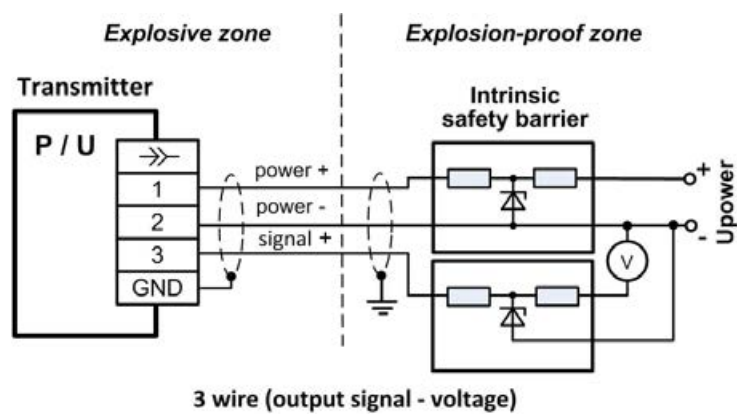 Explosive zone
Explosion-proof zone
Transmitter
Intrinsic
safety barrier
P / U
1
2
3
GND
power +
power -
signal +
+
-
Upower
V
3 wire (output signal - voltage)